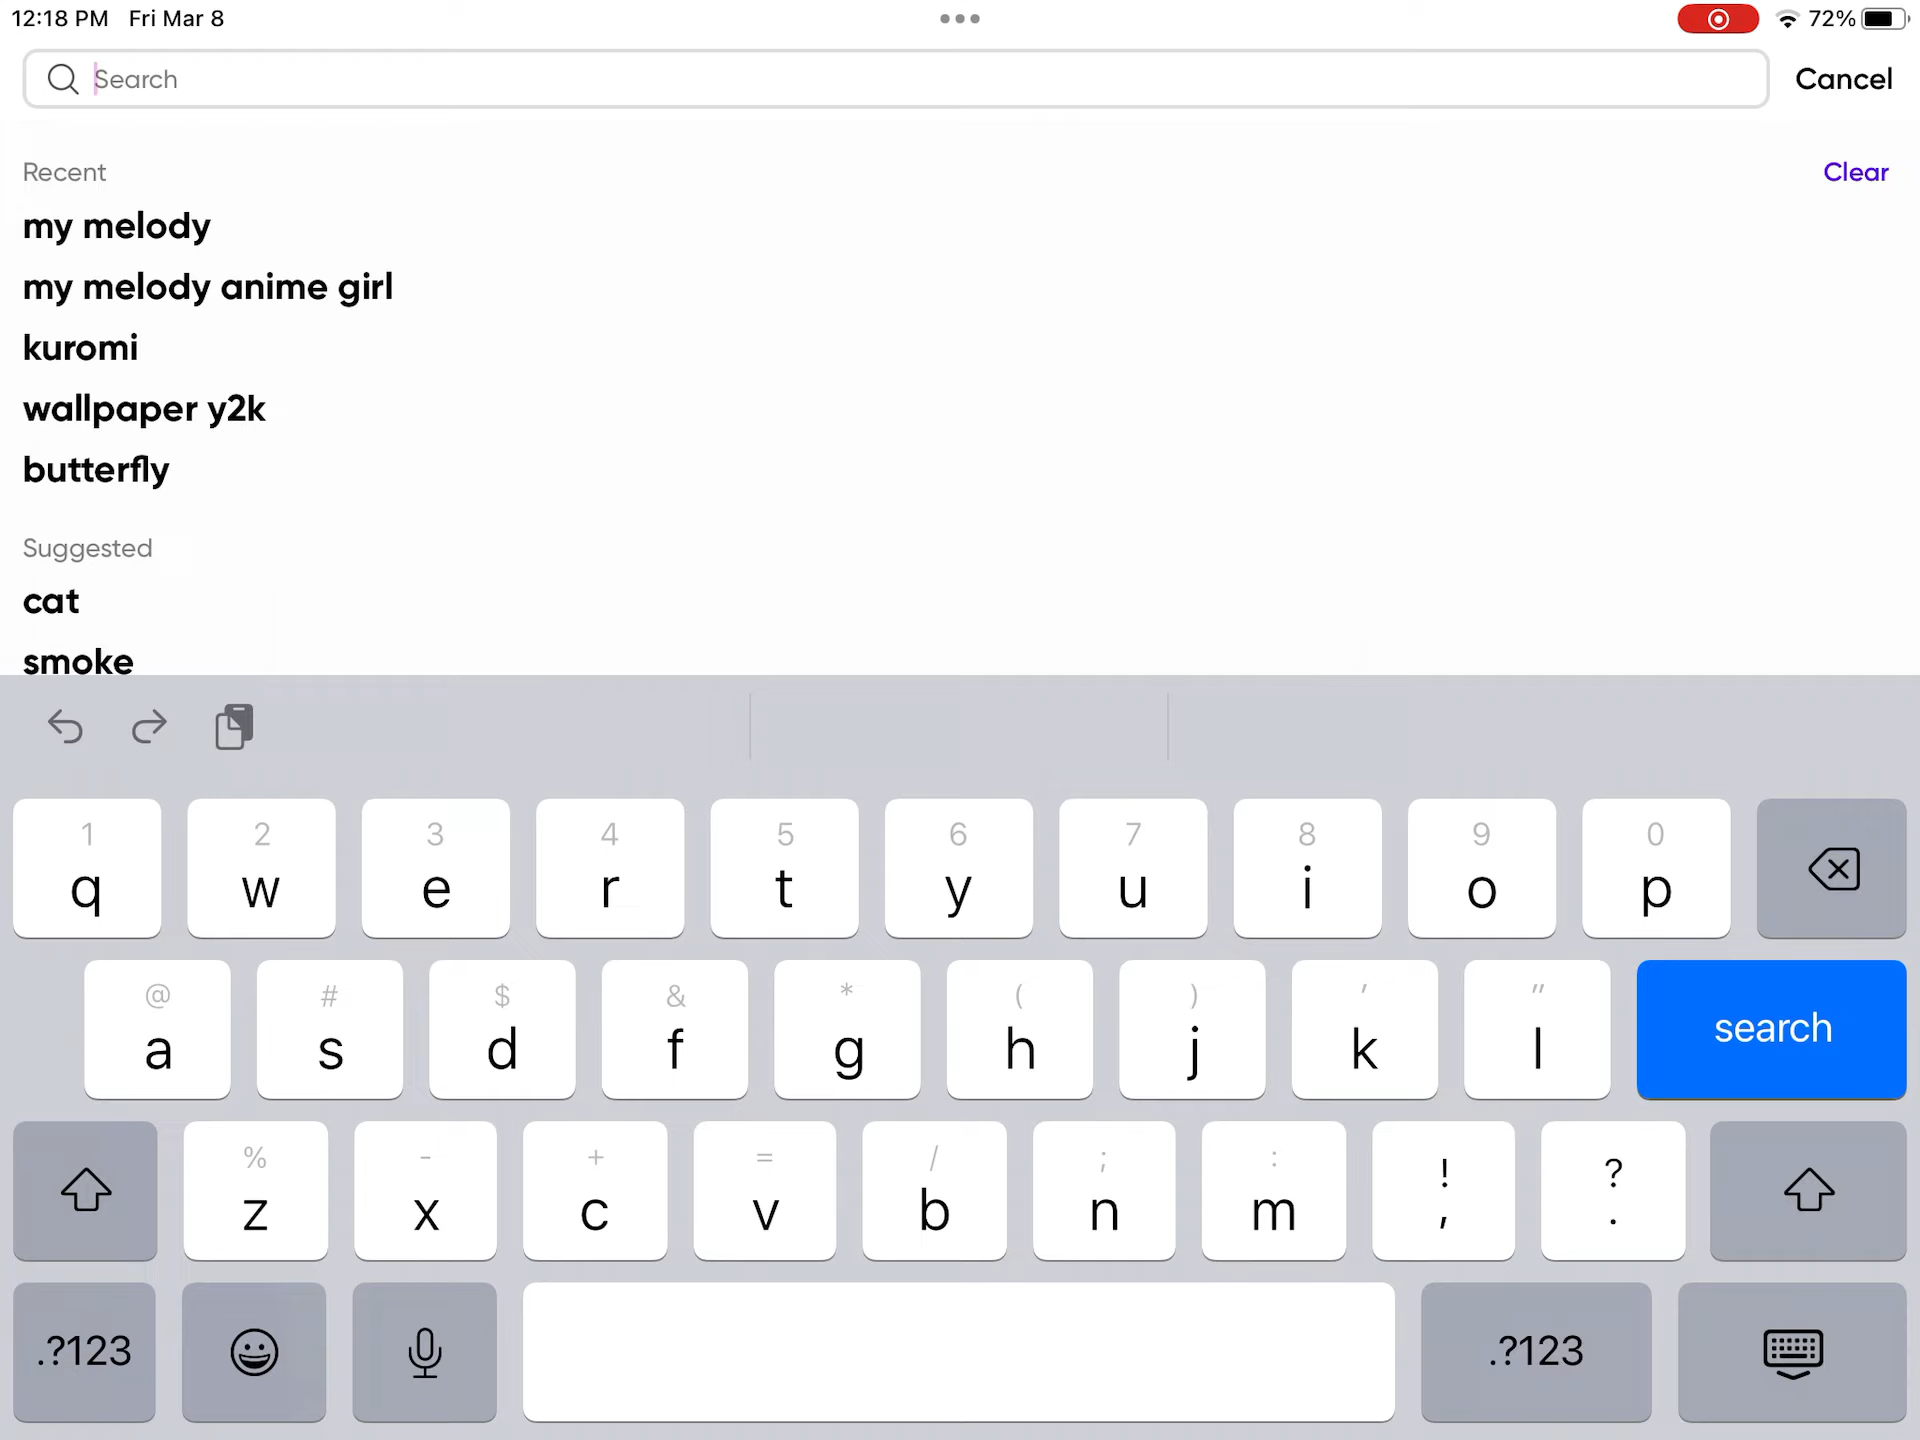 12:18 PM Fri Mar 8
72%
Search
Cancel
Recent
Clear
my melody
my melody anime girl
kuromi
wallpaper y2k
butterfly
Suggested
cat
smoke
1 2 3 4 5 6 7 8 9 0
q w e r t y u i o p
@ # $ & * ( ) ' "
a s d f g h j k l
search
% - + = / ; : ! ?
z x c v b n m , .
.?123
.?123